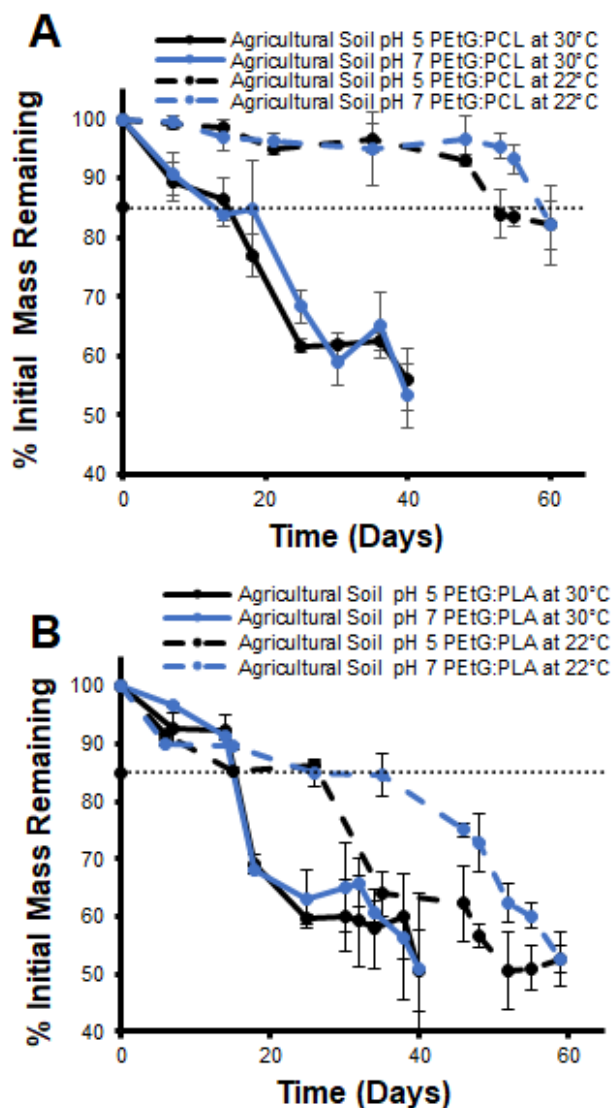 A
Agricultural Soil pH 5 PEtG:PCL at 30°C
Agricultural Soil pH 7 PEtG:PCL at 30°C
Agricultural Soil pH 5 PEtG:PCL at 22°C
Agricultural Soil pH 7 PEtG:PCL at 22°C
% Initial Mass Remaining
100
90
80
70
60
50
40
0
20
40
60
Time (Days)
B
Agricultural Soil pH 5 PEtG:PLA at 30°C
Agricultural Soil pH 7 PEtG:PLA at 30°C
Agricultural Soil pH 5 PEtG:PLA at 22°C
Agricultural Soil pH 7 PEtG:PLA at 22°C
% Initial Mass Remaining
100
90
80
70
60
50
40
0
20
40
60
Time (Days)